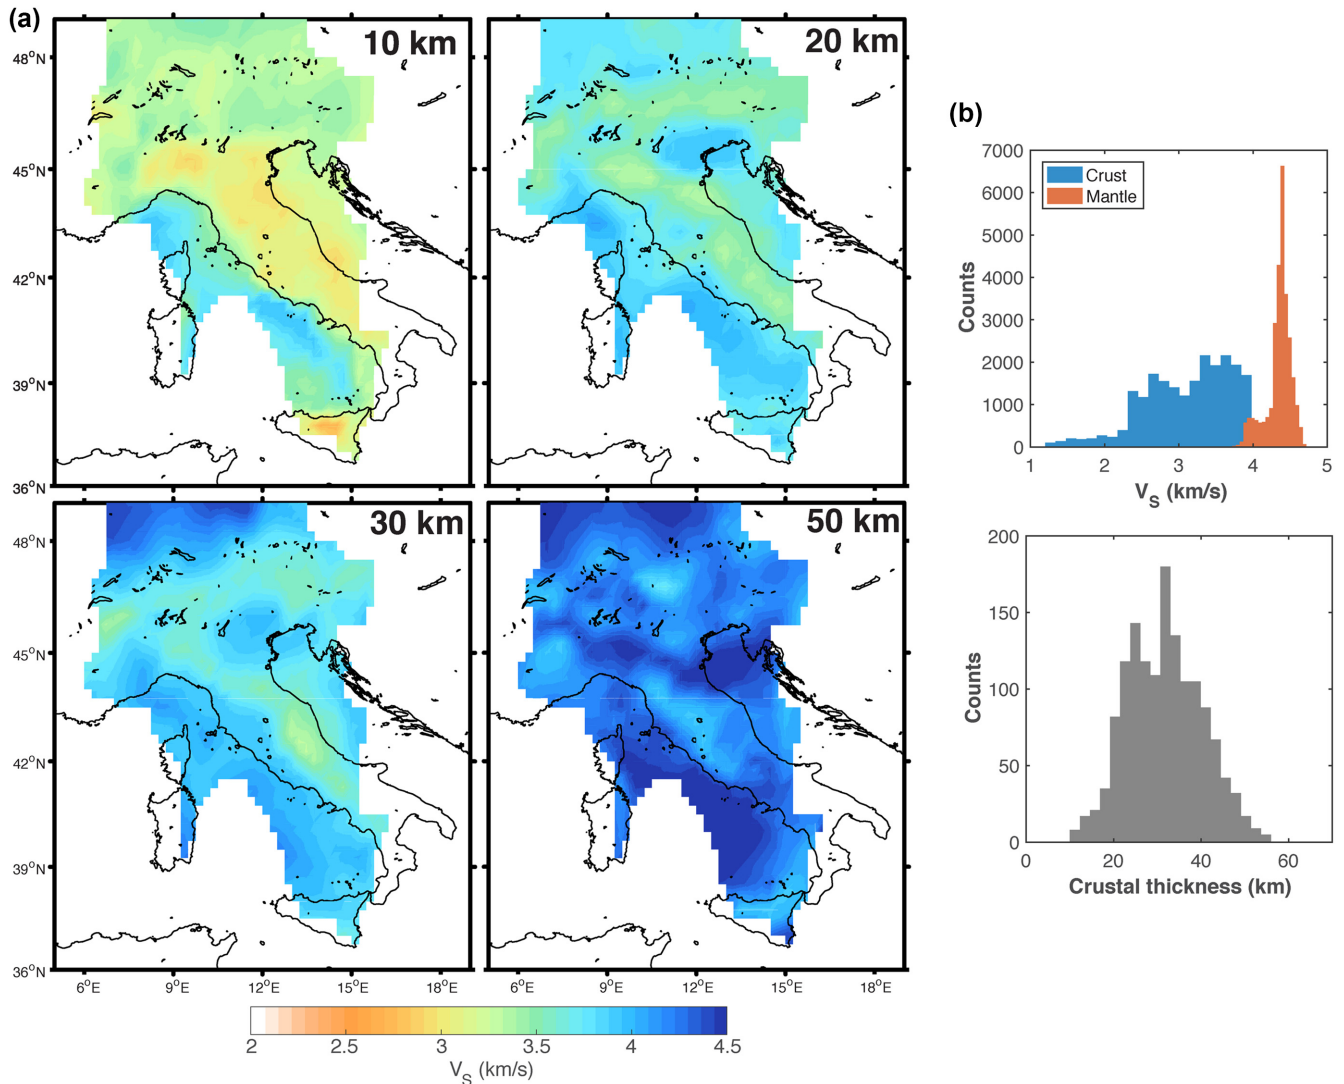 (a)
10 km
20 km
48°N
45°N
42°N
39°N
36°N
30 km
50 km
48°N
45°N
42°N
39°N
36°N
6°E 9°E 12°E 15°E 18°E
6°E 9°E 12°E 15°E 18°E
2 2.5 3 3.5 4 4.5
V_S (km/s)
(b)
7000
6000
5000
4000
3000
2000
1000
0
Counts
Crust
Mantle
1 2 3 4 5
V_S (km/s)
200
150
100
50
0
Counts
0 20 40 60
Crustal thickness (km)